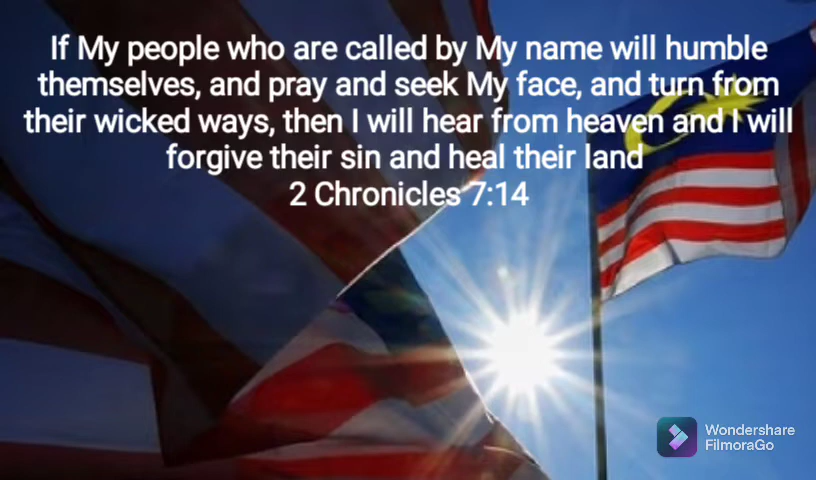 If My people who are called by My name will humble
themselves, and pray and seek My face, and turn from
their wicked ways, then I will hear from heaven and I will
forgive their sin and heal their land
2 Chronicles 7:14
Wondershare
FilmoraGo